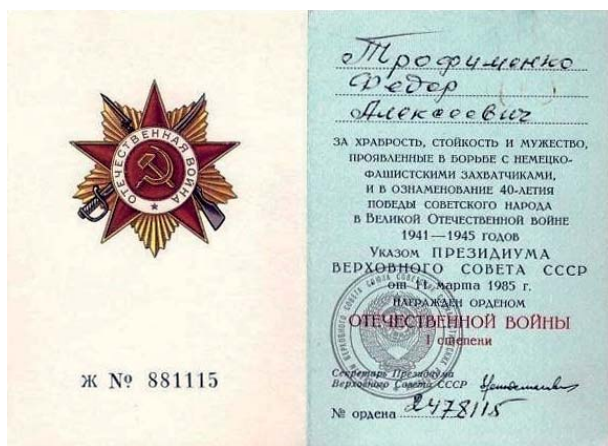 ОТЕЧЕСТВЕННАЯ ВОЙНА
Ж № 881115
Трофименко
Федор
Алексеевич
ЗА ХРАБРОСТЬ, СТОЙКОСТЬ И МУЖЕСТВО,
ПРОЯВЛЕННЫЕ В БОРЬБЕ С НЕМЕЦКО-
ФАШИСТСКИМИ ЗАХВАТЧИКАМИ,
И В ОЗНАМЕНОВАНИЕ 40-ЛЕТИЯ
ПОБЕДЫ СОВЕТСКОГО НАРОДА
В ВЕЛИКОЙ ОТЕЧЕСТВЕННОЙ ВОЙНЕ
1941—1945 ГОДОВ
УКАЗОМ ПРЕЗИДИУМА
ВЕРХОВНОГО СОВЕТА СССР
от 11 марта 1985 г.
НАГРАЖДЕН ОРДЕНОМ
ОТЕЧЕСТВЕННОЙ ВОЙНЫ
I степени
Секретарь Президиума
Верховного Совета СССР
№ ордена 2478115